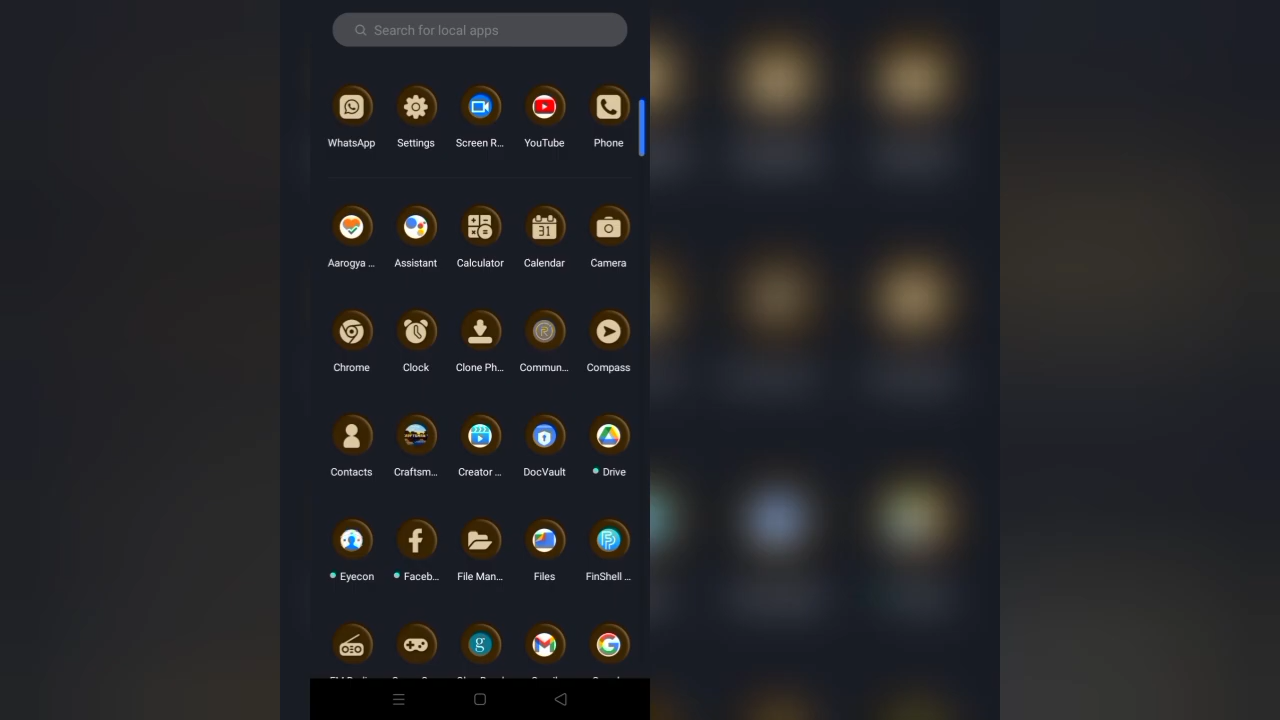 Search for local apps
WhatsApp Settings Screen R... YouTube Phone
31
Aarogya ... Assistant Calculator Calendar Camera
Chrome Clock Clone Ph... Commun... Compass
Contacts Craftsm... Creator ... DocVault Drive
Eyecon Faceb... File Man... Files FinShell ...